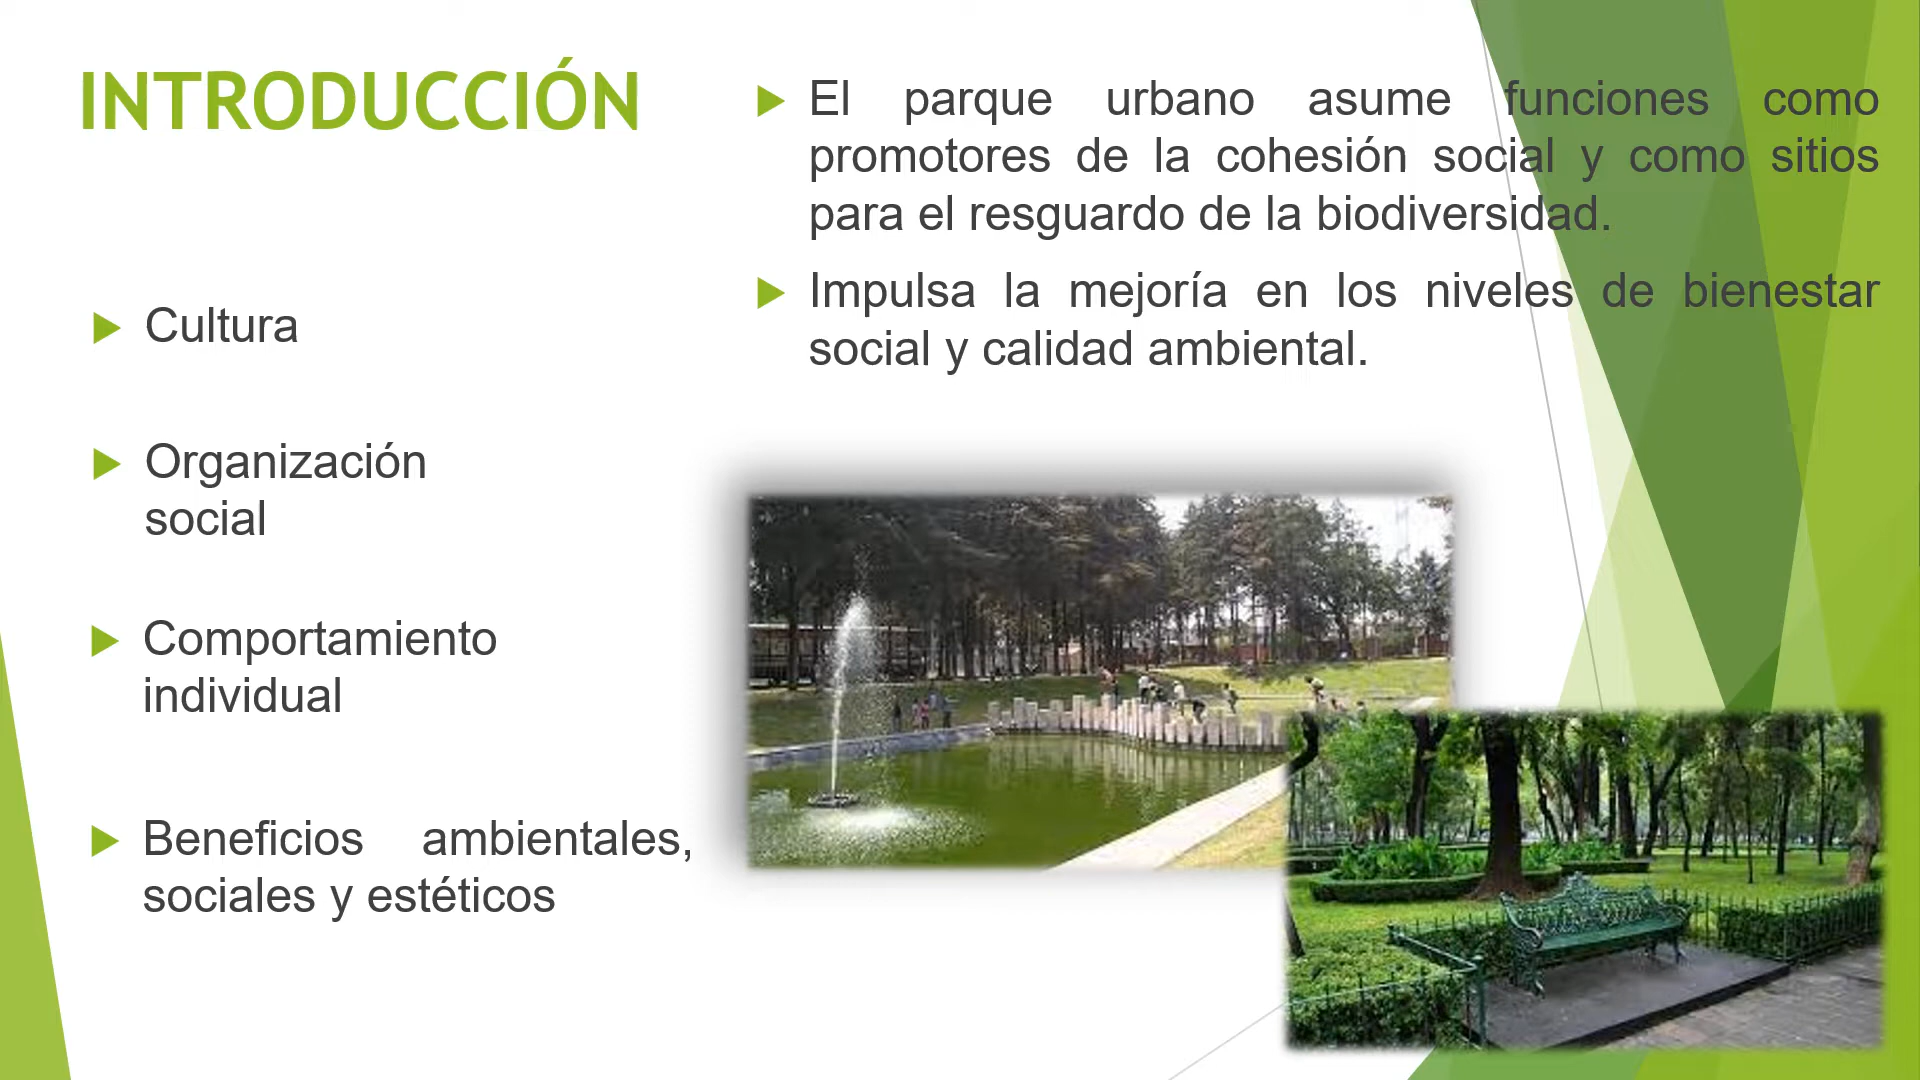 INTRODUCCIÓN
Cultura
Organización
social
Comportamiento
individual
Beneficios ambientales,
sociales y estéticos
El parque urbano asume funciones como
promotores de la cohesión social y como sitios
para el resguardo de la biodiversidad.
Impulsa la mejoría en los niveles de bienestar
social y calidad ambiental.